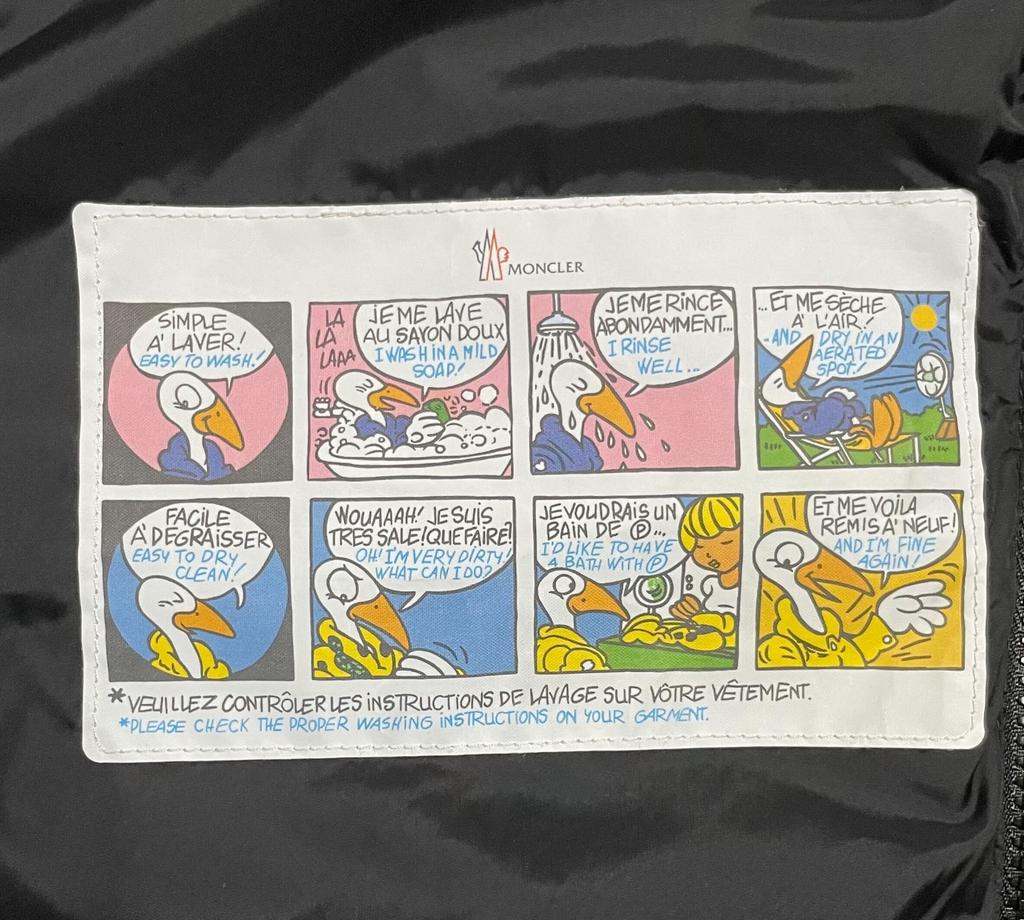 MONCLER
SiMPLE
A' LAVER!
EASY TO WASH!
LA
LA
LAAA
JE ME LAVE
AU SAVON DOUX
I WASH IN A MILD
SOAP!
JE ME RiNCE
ABONDAMMENT...
I RINSE
WELL...
...ET ME SÈCHE
A' L'AIR!
..AND DRY IN AN
AERATED
SPOT!
FACiLE
A' DEGRAiSSER
EASY TO DRY
CLEAN!
WOUAAAH! JE SUiS
TRES SALE! QUE FAIRE?
OH! I'M VERY DIRTY!
WHAT CAN I DO?
JE VOUDRAiS UN
BAiN DE Ⓟ...
I'D LIKE TO HAVE
A BATH WITH Ⓟ
ET ME VOiLA
REMiS A' NEUF!
AND I'M FINE
AGAIN!
*VEUILLEZ CONTRÔLER LES iNSTRUCTIONS DE LAVAGE SUR VÔTRE VÊTEMENT.
*PLEASE CHECK THE PROPER WASHING INSTRUCTIONS ON YOUR GARMENT.